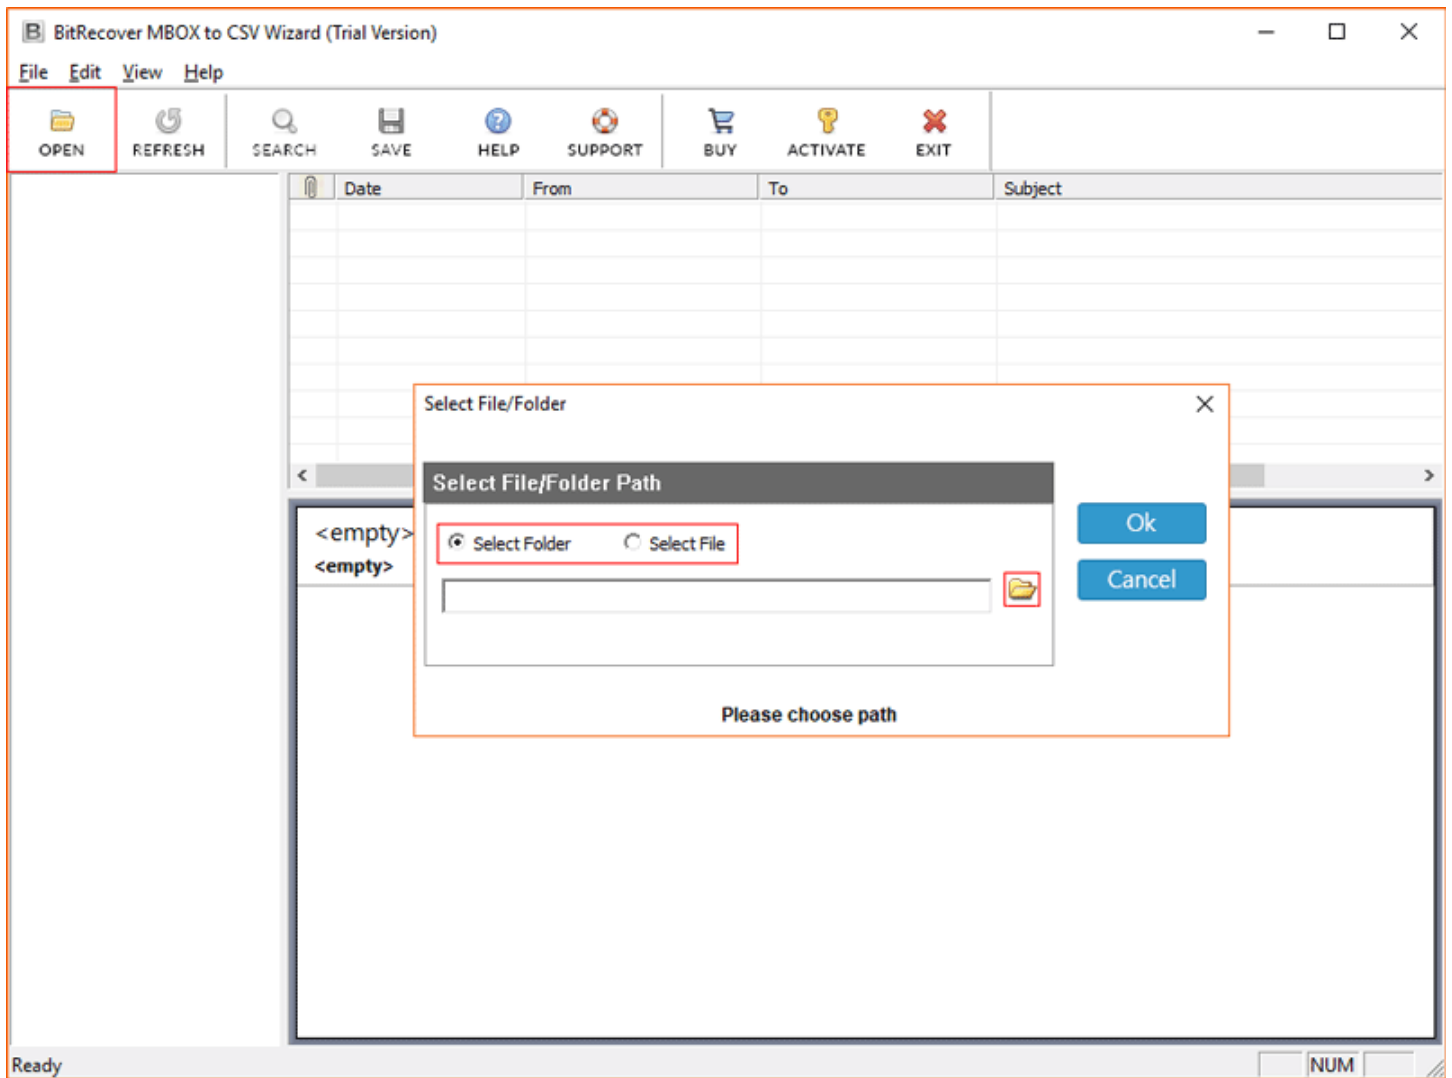 BitRecover MBOX to CSV Wizard (Trial Version)
File Edit View Help
OPEN REFRESH SEARCH SAVE HELP SUPPORT BUY ACTIVATE EXIT
Date From To Subject
Select File/Folder
Select File/Folder Path
Select Folder Select File
Ok
Cancel
Please choose path
<empty>
<empty>
Ready NUM